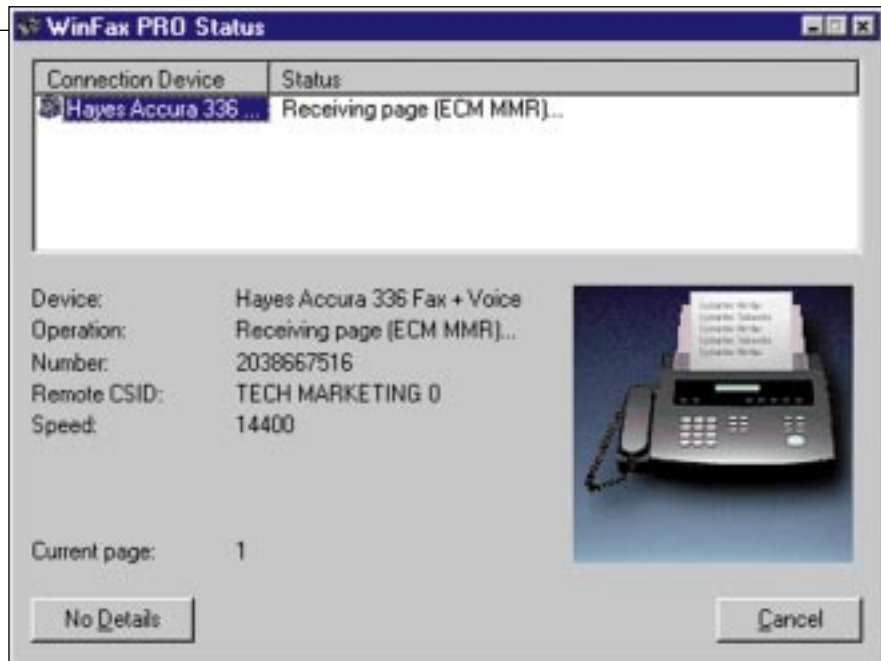 WinFax PRO Status
Connection Device Status
Hayes Accura 336 ... Receiving page (ECM MMR)...
Device: Hayes Accura 336 Fax + Voice
Operation: Receiving page (ECM MMR)...
Number: 2038667516
Remote CSID: TECH MARKETING 0
Speed: 14400
Current page: 1
No Details
Cancel